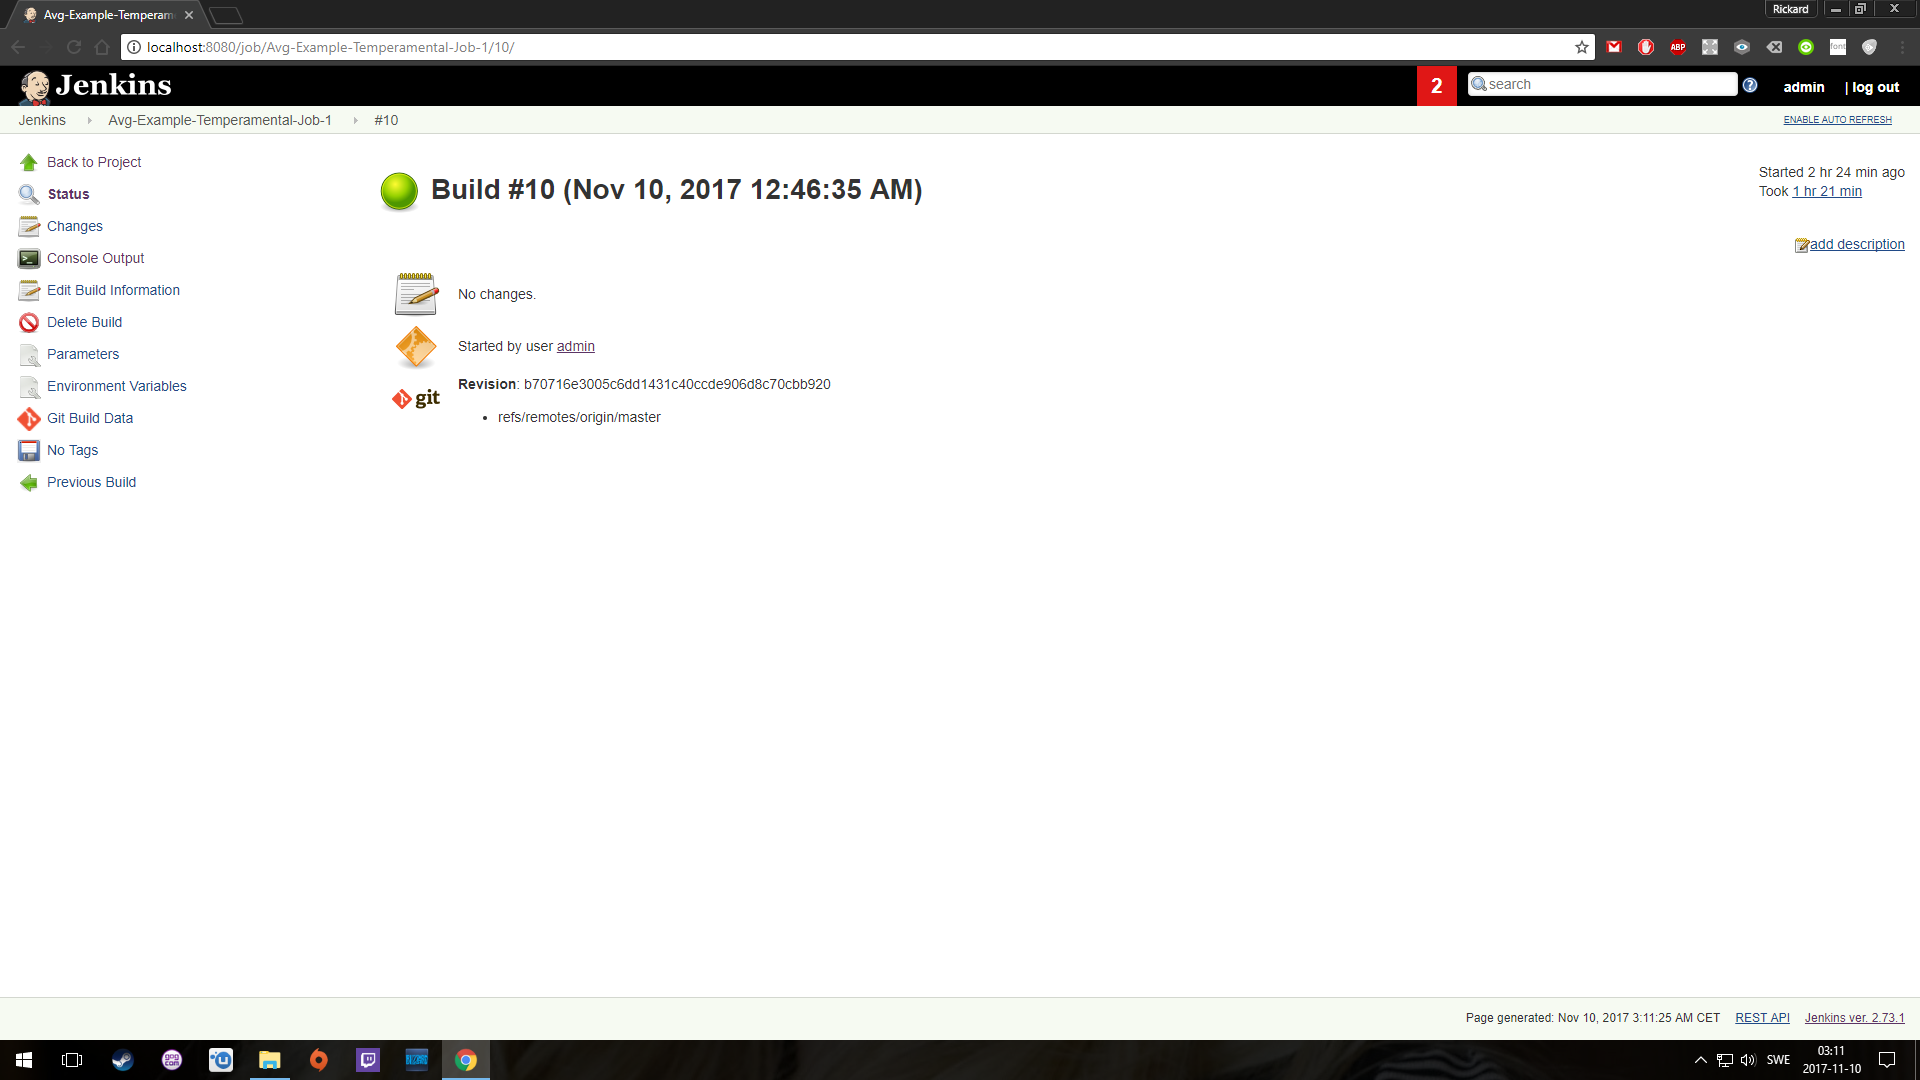 Avg-Example-Temperam
Rickard
localhost:8080/job/Avg-Example-Temperamental-Job-1/10/
ABP
font
Jenkins
2
search
admin
| log out
Jenkins
Avg-Example-Temperamental-Job-1
#10
ENABLE AUTO REFRESH
Back to Project
Status
Changes
Console Output
Edit Build Information
Delete Build
Parameters
Environment Variables
Git Build Data
No Tags
Previous Build
Build #10 (Nov 10, 2017 12:46:35 AM)
Started 2 hr 24 min ago
Took 1 hr 21 min
add description
No changes.
Started by user admin
git
Revision: b70716e3005c6dd1431c40ccde906d8c70cbb920
• refs/remotes/origin/master
Page generated: Nov 10, 2017 3:11:25 AM CET
REST API
Jenkins ver. 2.73.1
gog
com
SWE
03:11
2017-11-10